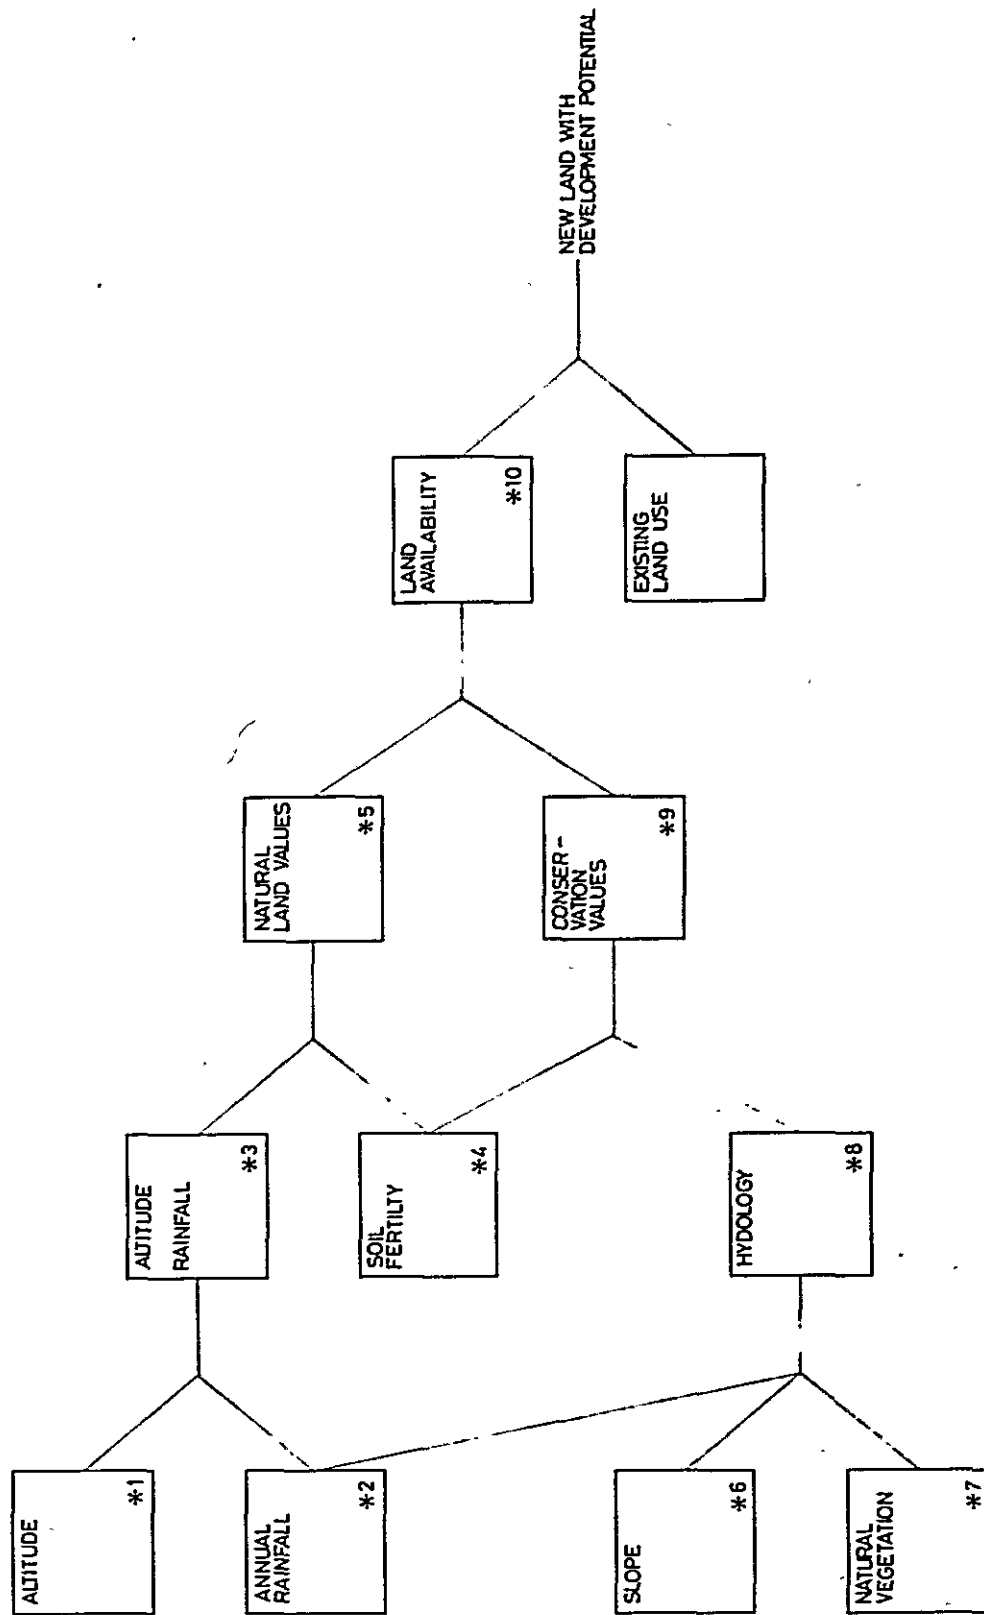 ALTITUDE
*1
ANNUAL
RAINFALL
*2
SLOPE
*6
NATURAL
VEGETATION
*7
ALTITUDE
RAINFALL
*3
SOIL
FERTILTY
*4
HYDOLOGY
*8
NATURAL
LAND VALUES
*5
CONSER-
VATION
VALUES
*9
LAND
AVAILABILITY
*10
EXISTING
LAND USE
NEW LAND WITH
DEVELOPMENT POTENTIAL